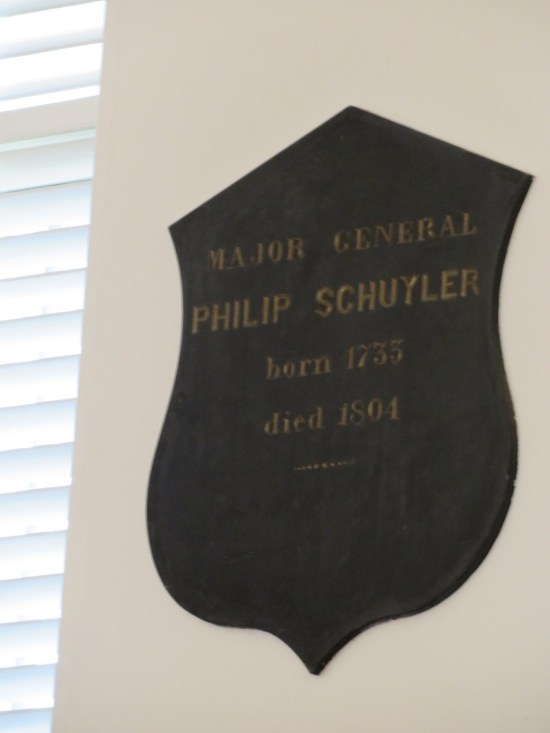 MAJOR GENERAL
PHILIP SCHUYLER
born 1733
died 1804